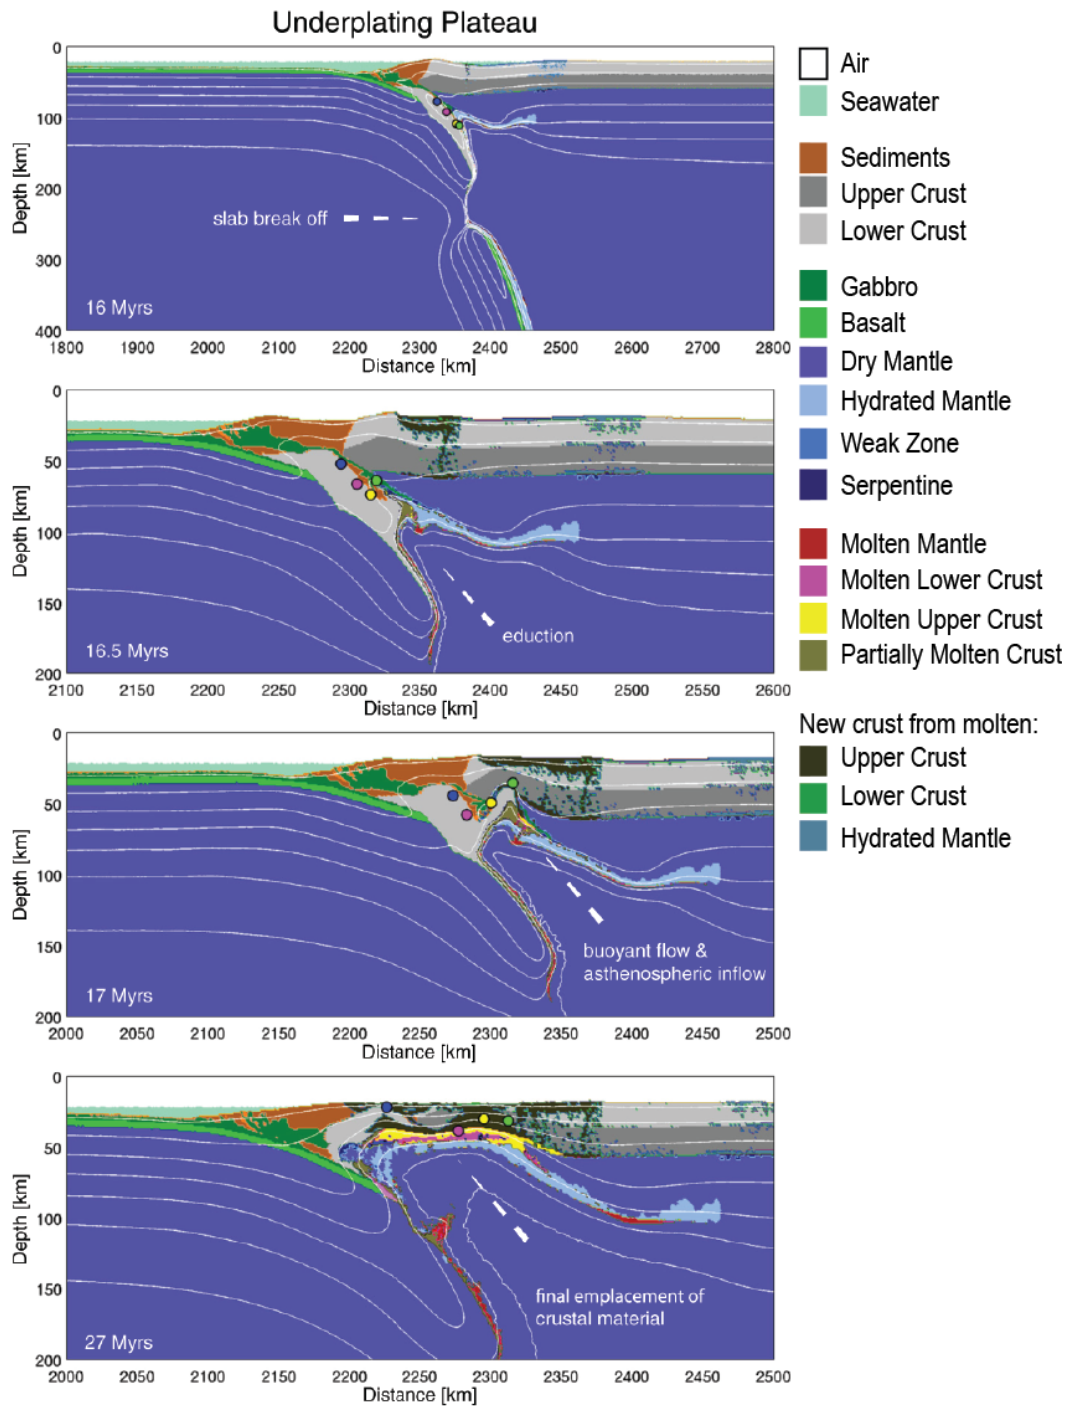 Underplating Plateau
0
100
200
300
400
Depth [km]
slab break off
16 Myrs
1800 1900 2000 2100 2200 2300 2400 2500 2600 2700 2800
Distance [km]
0
50
100
150
200
Depth [km]
eduction
16.5 Myrs
2100 2150 2200 2250 2300 2350 2400 2450 2500 2550 2600
Distance [km]
0
50
100
150
200
Depth [km]
buoyant flow &
asthenospheric inflow
17 Myrs
2000 2050 2100 2150 2200 2250 2300 2350 2400 2450 2500
Distance [km]
0
50
100
150
200
Depth [km]
final emplacement of
crustal material
27 Myrs
2000 2050 2100 2150 2200 2250 2300 2350 2400 2450 2500
Distance [km]
Air
Seawater
Sediments
Upper Crust
Lower Crust
Gabbro
Basalt
Dry Mantle
Hydrated Mantle
Weak Zone
Serpentine
Molten Mantle
Molten Lower Crust
Molten Upper Crust
Partially Molten Crust
New crust from molten:
Upper Crust
Lower Crust
Hydrated Mantle